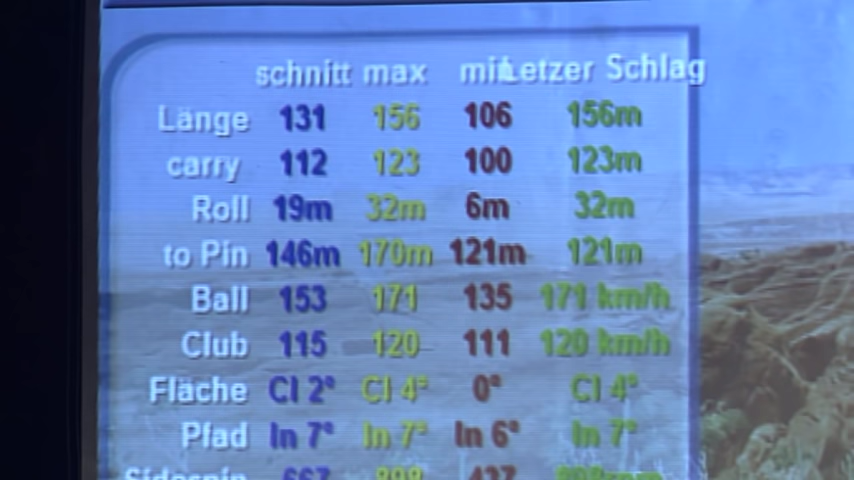 schnitt max min Letzer Schlag
Länge 131 156 106 156m
carry 112 123 100 123m
Roll 19m 32m 6m 32m
to Pin 146m 170m 121m 121m
Ball 153 171 135 171 km/h
Club 115 120 111 120 km/h
Fläche Cl 2° Cl 4° 0° Cl 4°
Pfad In 7° In 7° In 6° In 7°